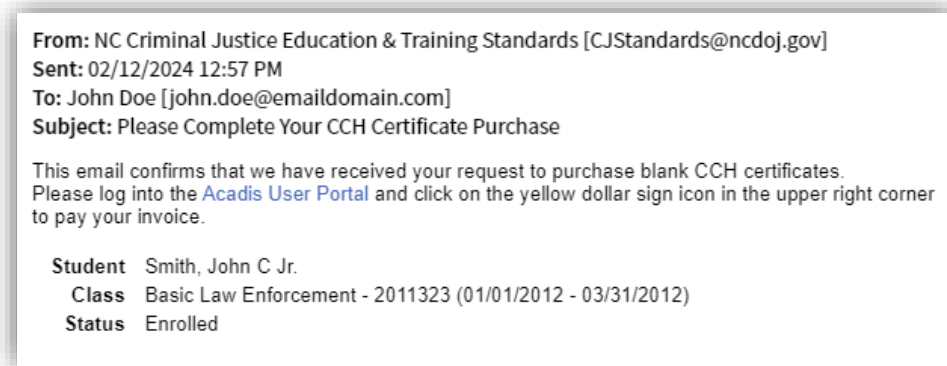 From: NC Criminal Justice Education & Training Standards [CJStandards@ncdoj.gov]
Sent: 02/12/2024 12:57 PM
To: John Doe [john.doe@emaildomain.com]
Subject: Please Complete Your CCH Certificate Purchase
This email confirms that we have received your request to purchase blank CCH certificates.
Please log into the Acadis User Portal and click on the yellow dollar sign icon in the upper right corner
to pay your invoice.
Student Smith, John C Jr.
Class Basic Law Enforcement - 2011323 (01/01/2012 - 03/31/2012)
Status Enrolled